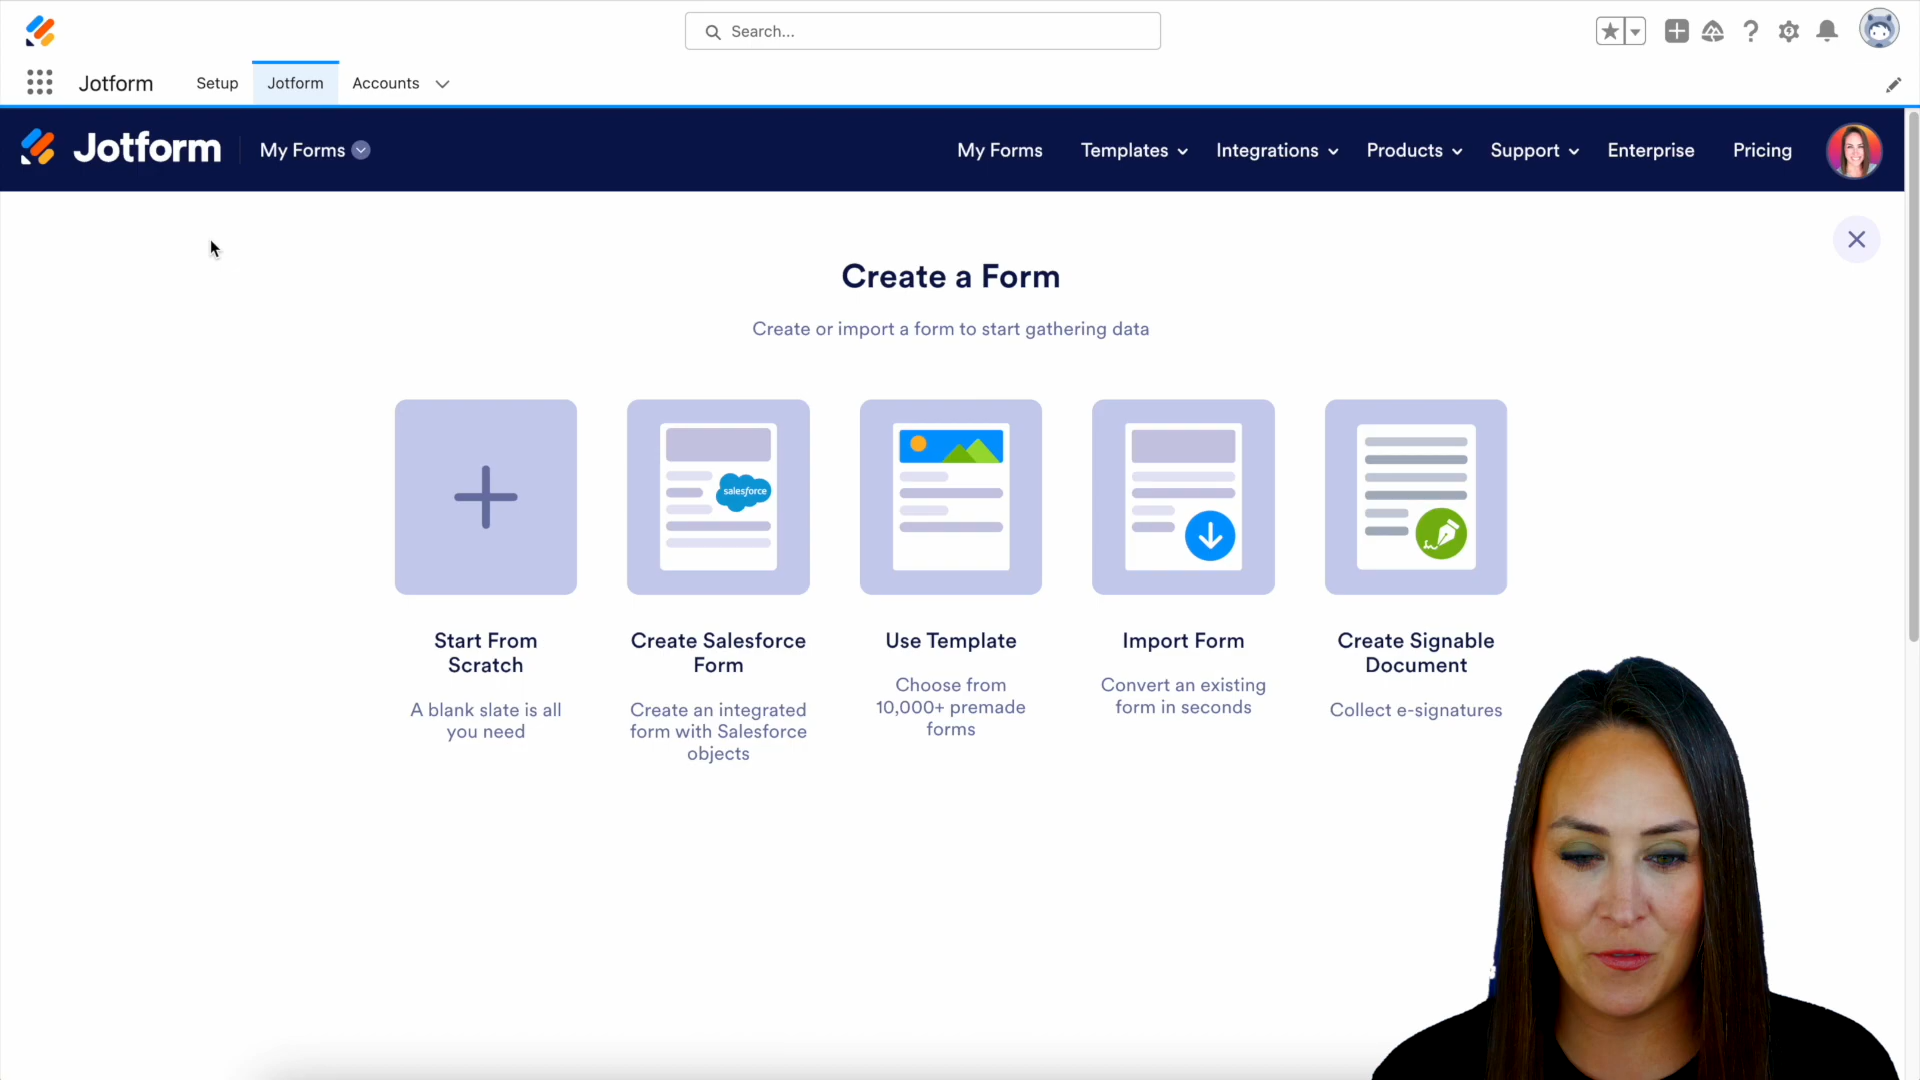 Search...
Jotform
Setup
Jotform
Accounts
Jotform
My Forms
My Forms
Templates
Integrations
Products
Support
Enterprise
Pricing
Create a Form
Create or import a form to start gathering data
salesforce
Start From
Scratch
A blank slate is all
you need
Create Salesforce
Form
Create an integrated
form with Salesforce
objects
Use Template
Choose from
10,000+ premade
forms
Import Form
Convert an existing
form in seconds
Create Signable
Document
Collect e-signatures